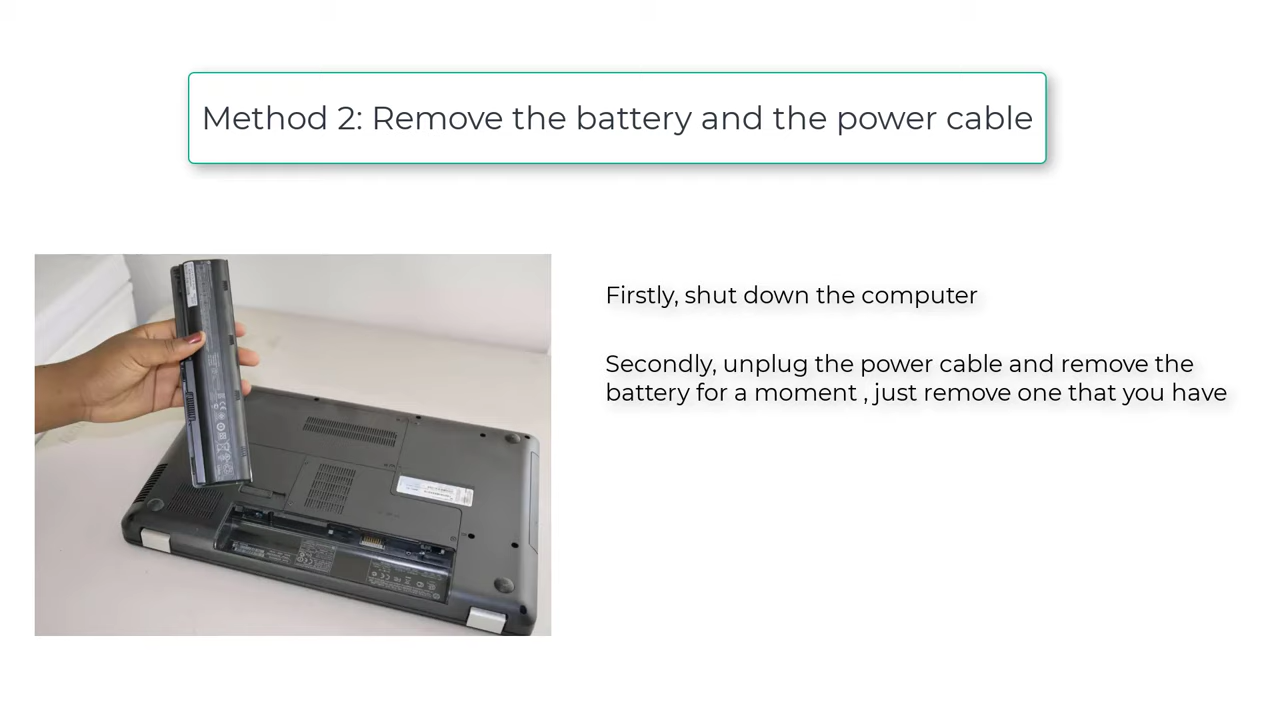 Method 2: Remove the battery and the power cable
Firstly, shut down the computer
Secondly, unplug the power cable and remove the
battery for a moment , just remove one that you have